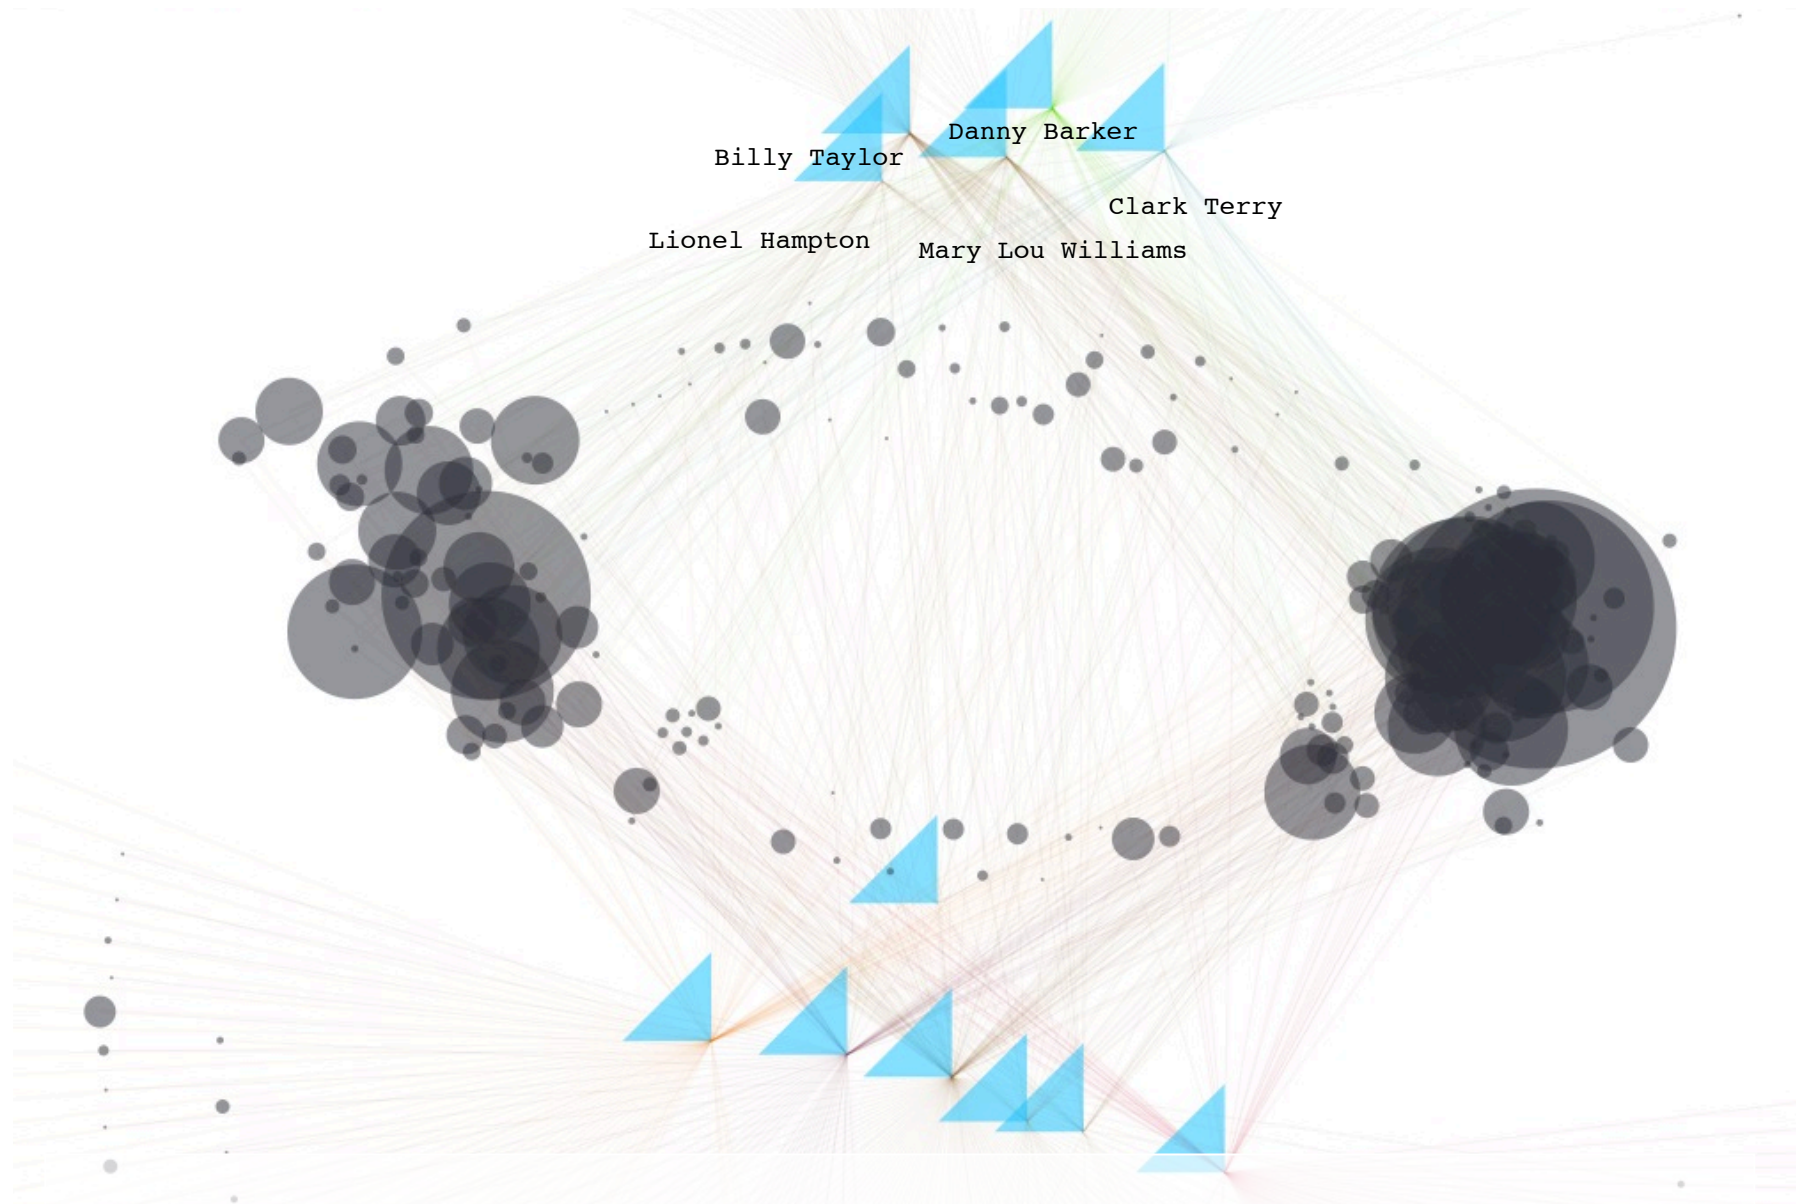 Danny Barker
Billy Taylor
Clark Terry
Lionel Hampton
Mary Lou Williams